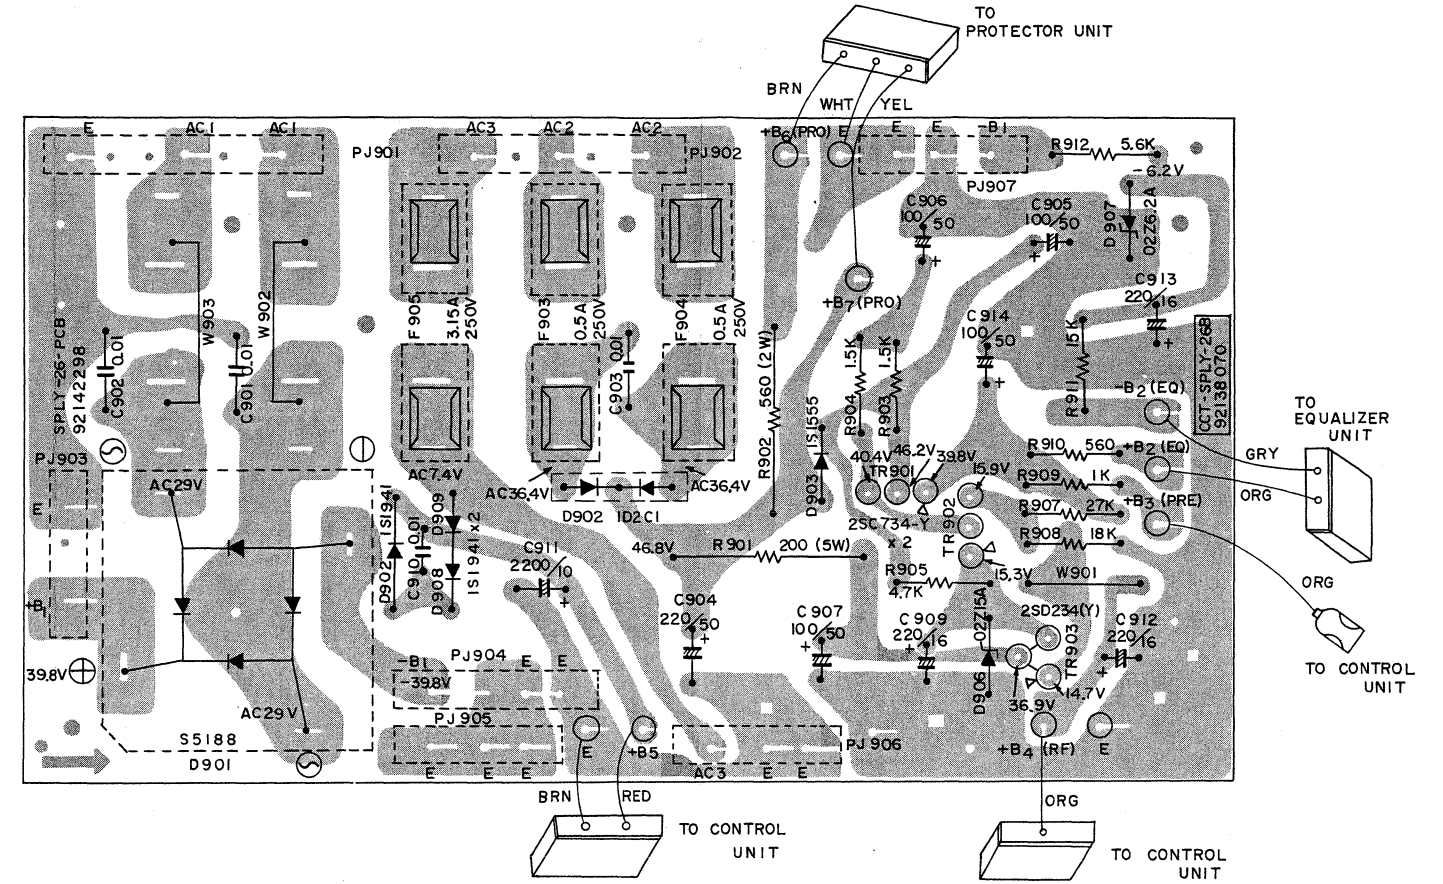 TO
PROTECTOR UNIT
BRN
WHT
YEL
E
AC1
AC1
PJ901
AC3
AC2
AC2
PJ902
+B6(PRO)
E
E
E
-B1
PJ907
R912
5.6K
-6.2V
D907
02Z6.2A
C906
100/50
C905
100/50
+B7(PRO)
C913
220/16
C914
100/50
SPLY-26-PCB
92142298
C902 0.01
W903
C901 0.01
W902
F905
3.15A
250V
F903
0.5A
250V
C903 0.01
F904
0.5A
250V
R902 560 (2W)
R904 1.5K
R903 1.5K
R911 15K
CCT-SPLY-26B
92138070
-B2(EQ)
TO
EQUALIZER
UNIT
GRY
ORG
R910 560
+B2(EQ)
R909 1K
+B3(PRE)
R907 27K
R908 18K
W901
PJ903
E
+B1
39.8V
AC29V
AC29V
S5188
D901
AC7.4V
AC36.4V
AC36.4V
D902 1D2C1
D902 1S194
C910 0.01
D909
D908
1S1941x2
C911
2200/10
46.8V
R901 200 (5W)
D903 1S1555
40.4V
TR901
46.2V
39.8V
2SC734-Y
x 2
15.9V
TR902
15.3V
R905
4.7K
C904
220/50
C907
100/50
C909
220/16
D906 02Z15A
2SD234(Y)
TR903
36.9V
14.7V
C912
220/16
ORG
TO CONTROL
UNIT
-B1
-39.8V
PJ904
E
E
PJ905
E
E
E
E
+B5
AC3
E
E
PJ906
+B4(RF)
E
BRN
RED
TO CONTROL
UNIT
ORG
TO CONTROL
UNIT